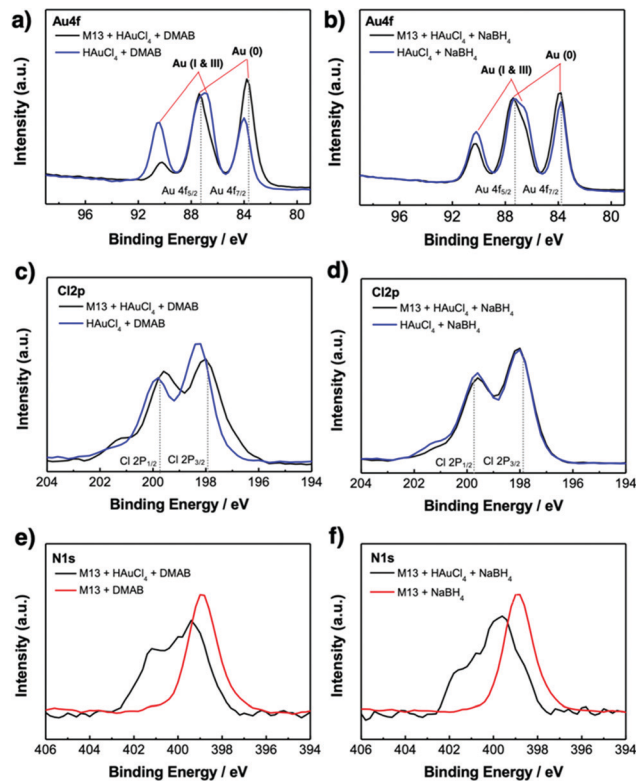 a)
Au4f
M13 + HAuCl₄ + DMAB
HAuCl₄ + DMAB
Au (I & III)
Au (0)
Au 4f₅/₂
Au 4f₇/₂
96 92 88 84 80
Binding Energy / eV
Intensity (a.u.)
b)
Au4f
M13 + HAuCl₄ + NaBH₄
HAuCl₄ + NaBH₄
Au (I & III)
Au (0)
Au 4f₅/₂
Au 4f₇/₂
96 92 88 84 80
Binding Energy / eV
Intensity (a.u.)
c)
Cl2p
M13 + HAuCl₄ + DMAB
HAuCl₄ + DMAB
Cl 2P₁/₂
Cl 2P₃/₂
204 202 200 198 196 194
Binding Energy / eV
Intensity (a.u.)
d)
Cl2p
M13 + HAuCl₄ + NaBH₄
HAuCl₄ + NaBH₄
Cl 2P₁/₂
Cl 2P₃/₂
204 202 200 198 196 194
Binding Energy / eV
Intensity (a.u.)
e)
N1s
M13 + HAuCl₄ + DMAB
M13 + DMAB
406 404 402 400 398 396 394
Binding Energy / eV
Intensity (a.u.)
f)
N1s
M13 + HAuCl₄ + NaBH₄
M13 + NaBH₄
406 404 402 400 398 396 394
Binding Energy / eV
Intensity (a.u.)